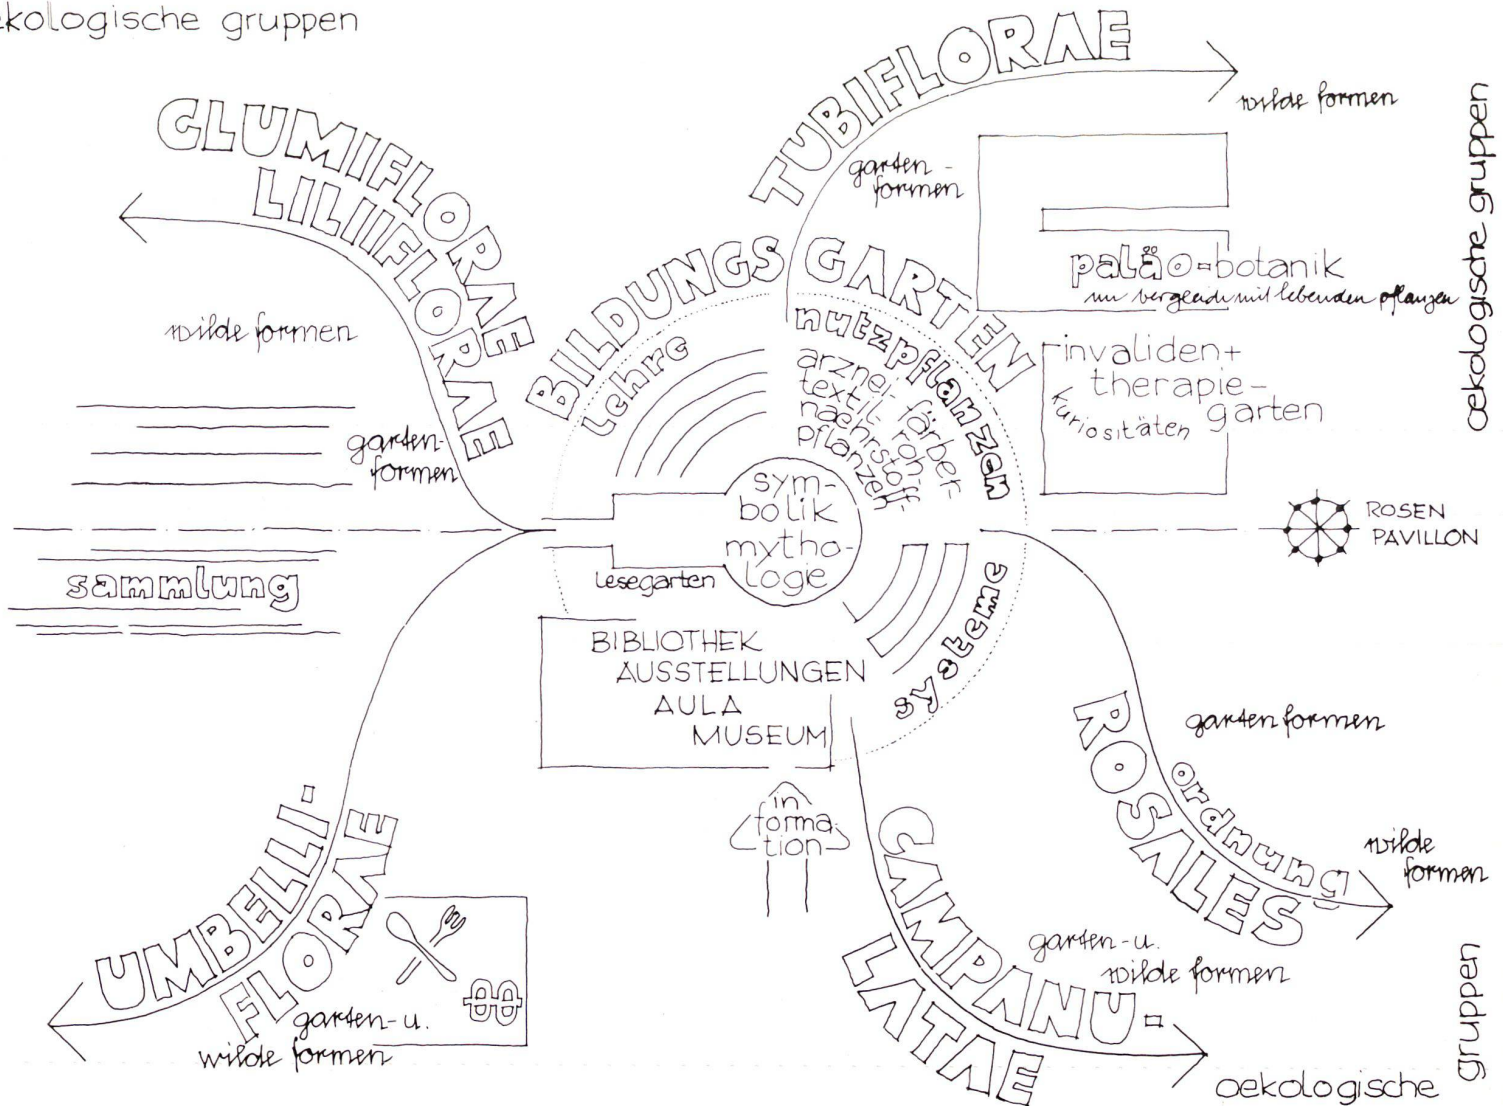 ekologische gruppen
TUBIFLORAE
wilde formen
GLUMIFLORAE
LILIIFLORAE
oekologische gruppen
garten-
formen
BILDUNGS GARTEN
paläo-botanik
im vergleich mit lebenden pflanzen
wilde formen
lehre
nutzpflanzen
arznei- färber-
textil roh-
naehrstoff-
pflanzen
invaliden+
therapie-
garten
kuriositäten
garten-
formen
sym-
bolik
mytho-
logie
ROSEN
PAVILLON
sammlung
lesegarten
systeme
BIBLIOTHEK
AUSSTELLUNGEN
AULA
MUSEUM
ROSALES
gartenformen
ordnung
in
forma-
tion
wilde
formen
UMBELLI-
FLORAE
CAMPANU-
LATAE
garten-u.
wilde formen
garten-u.
wilde formen
gruppen
oekologische